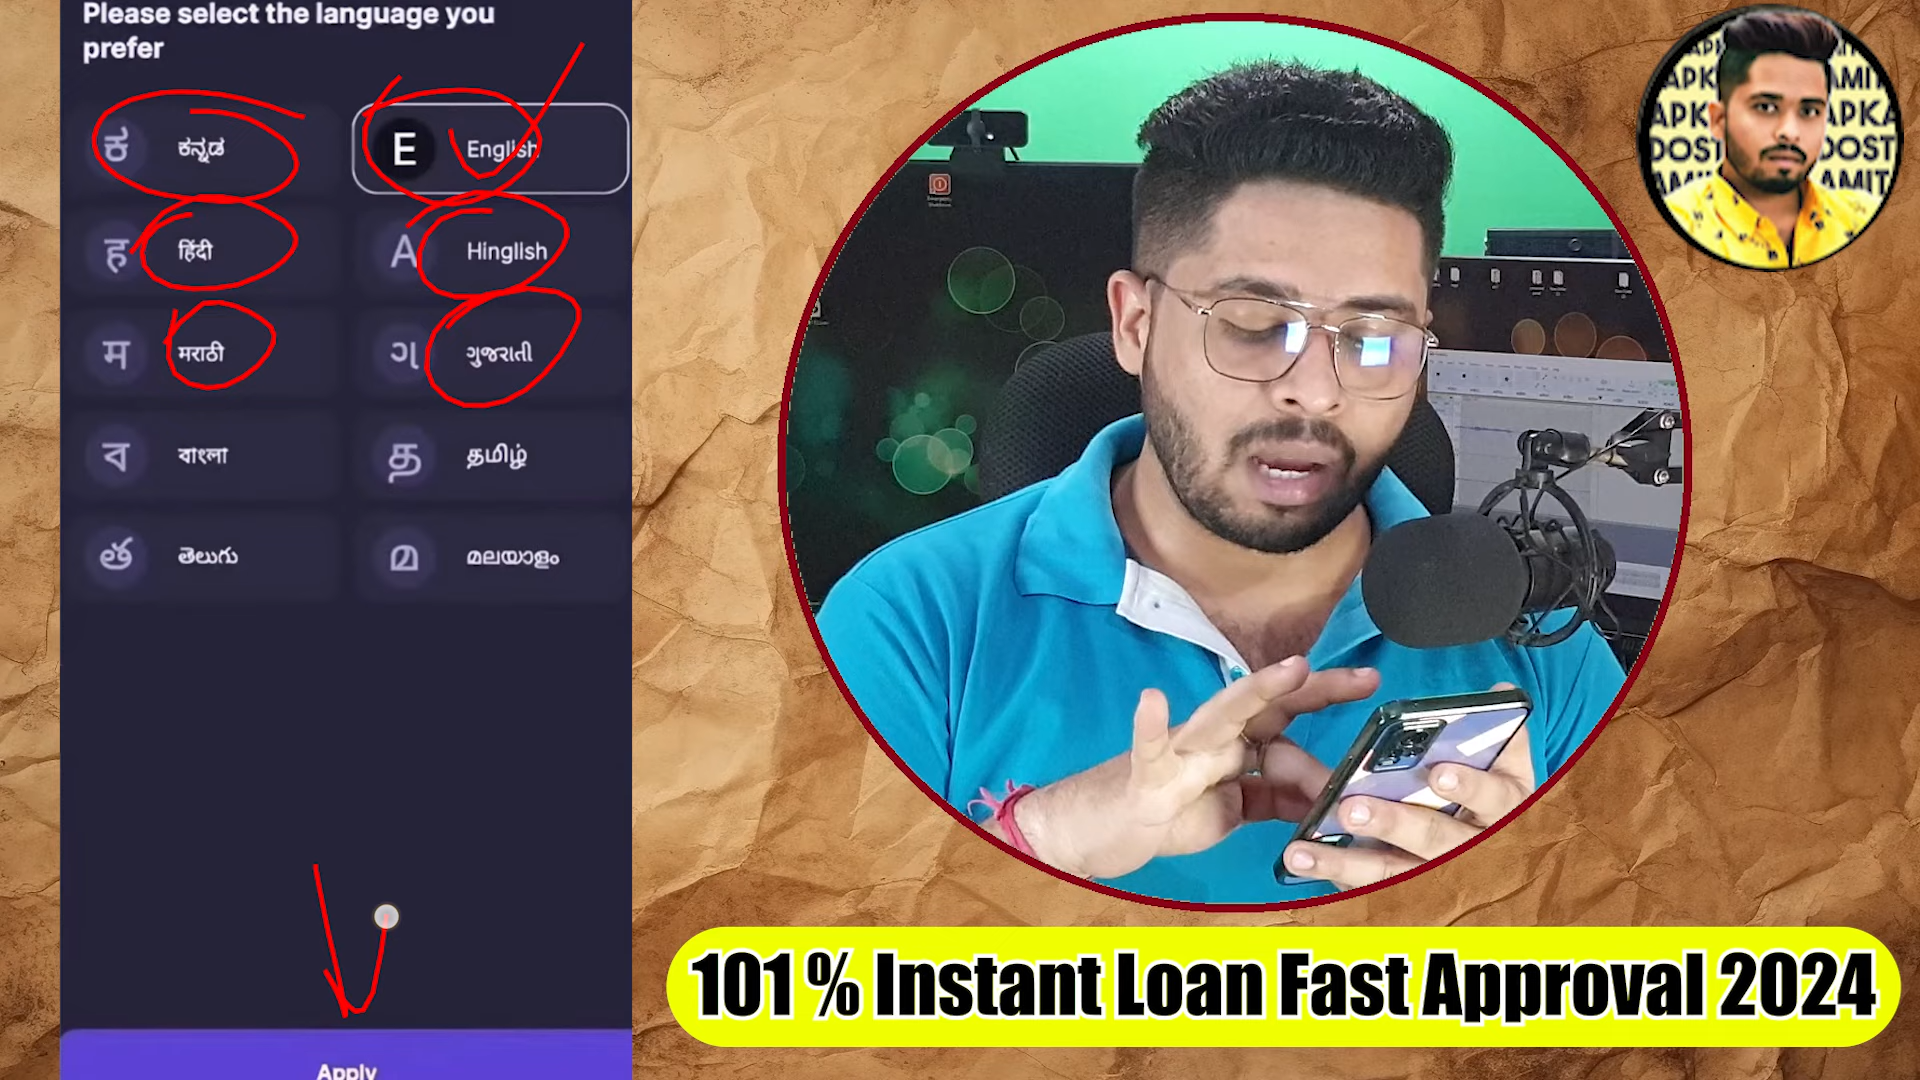 Please select the language you
prefer
ಕ ಕನ್ನಡ
E English
ह हिंदी
A Hinglish
म मराठी
ગ ગુજરાતી
ব বাংলা
த தமிழ்
త తెలుగు
മ മലയാളം
Apply
101 % Instant Loan Fast Approval 2024
APKA
DOST
AMIT